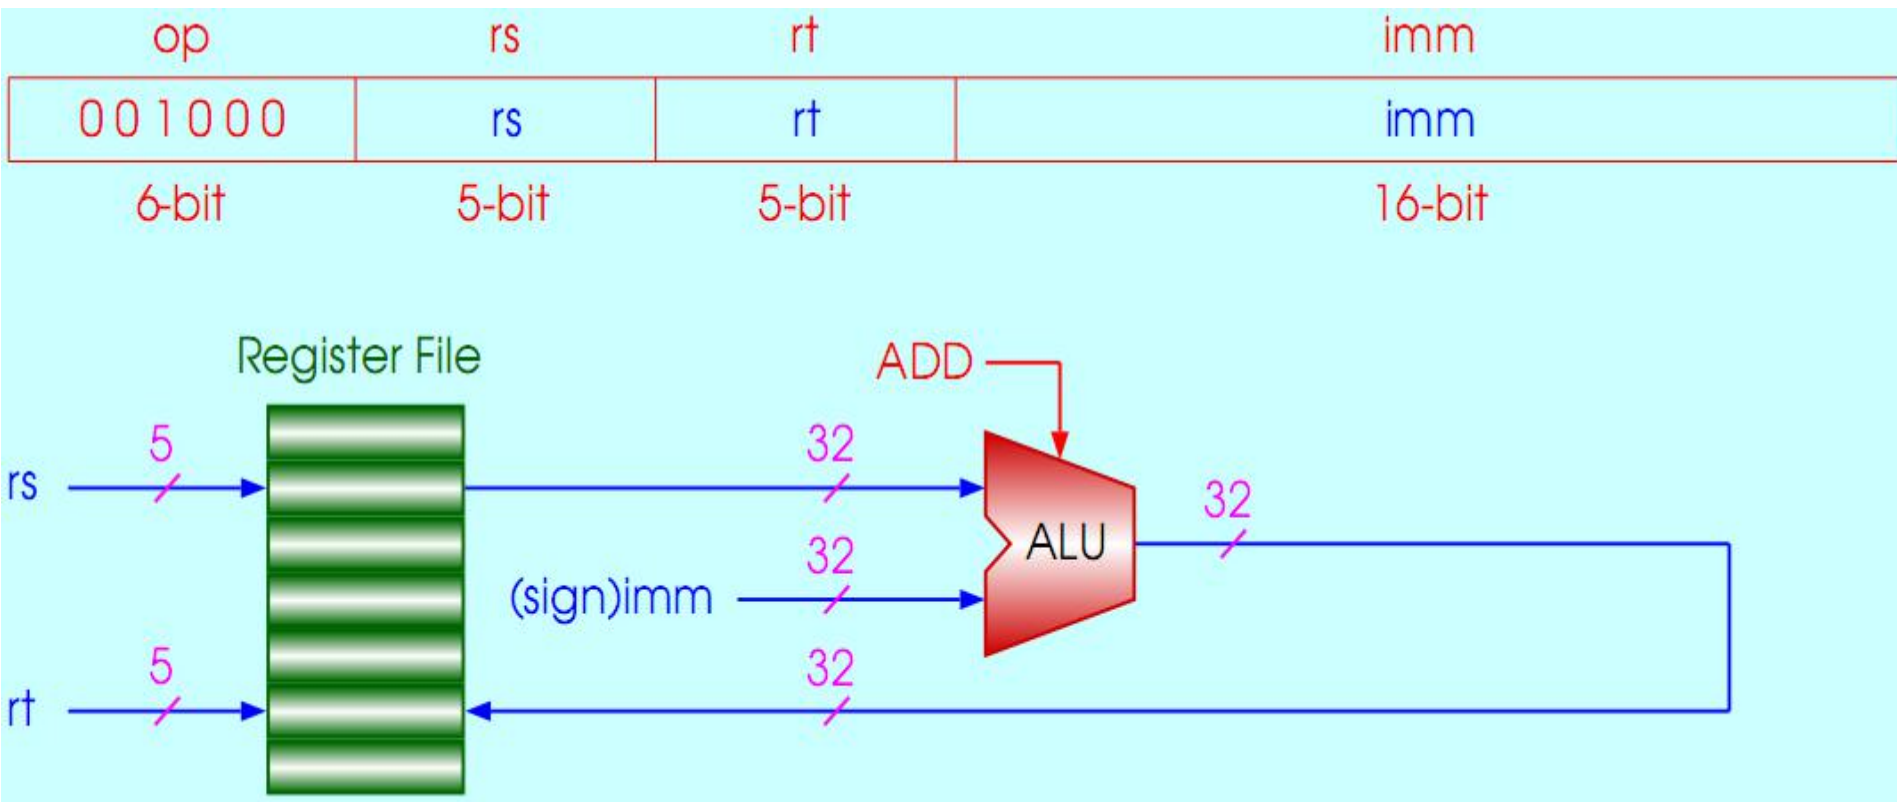 op rs rt imm
001000 rs rt imm
6-bit 5-bit 5-bit 16-bit
Register File
ADD
5 32
rs
32
ALU
32
(sign)imm
5 32
rt